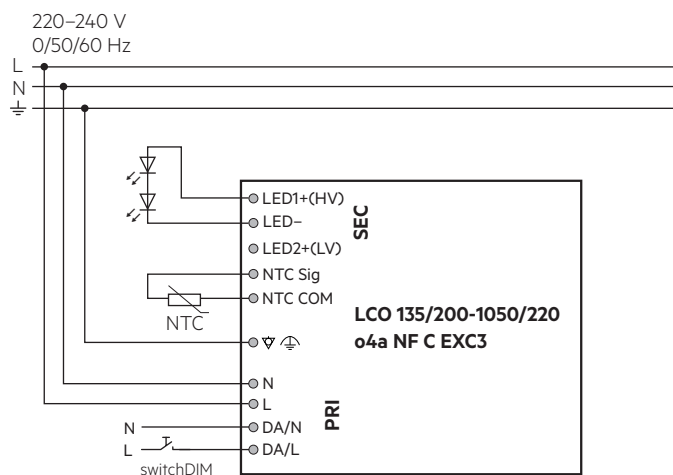 220–240 V
0/50/60 Hz
L
N
LED1+(HV)
LED–
LED2+(LV)
NTC Sig
NTC COM
NTC
SEC
LCO 135/200-1050/220
o4a NF C EXC3
N
L
PRI
N
DA/N
L
DA/L
switchDIM